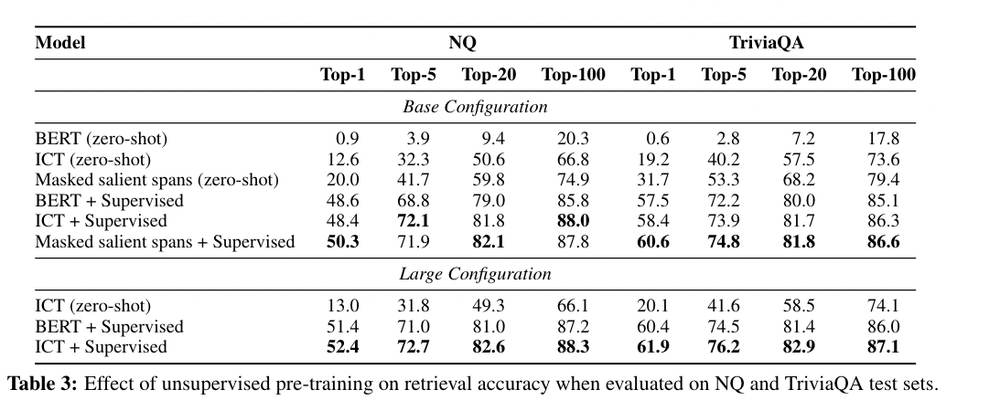 Model NQ TriviaQA
Top-1 Top-5 Top-20 Top-100 Top-1 Top-5 Top-20 Top-100
Base Configuration
BERT (zero-shot) 0.9 3.9 9.4 20.3 0.6 2.8 7.2 17.8
ICT (zero-shot) 12.6 32.3 50.6 66.8 19.2 40.2 57.5 73.6
Masked salient spans (zero-shot) 20.0 41.7 59.8 74.9 31.7 53.3 68.2 79.4
BERT + Supervised 48.6 68.8 79.0 85.8 57.5 72.2 80.0 85.1
ICT + Supervised 48.4 72.1 81.8 88.0 58.4 73.9 81.7 86.3
Masked salient spans + Supervised 50.3 71.9 82.1 87.8 60.6 74.8 81.8 86.6
Large Configuration
ICT (zero-shot) 13.0 31.8 49.3 66.1 20.1 41.6 58.5 74.1
BERT + Supervised 51.4 71.0 81.0 87.2 60.4 74.5 81.4 86.0
ICT + Supervised 52.4 72.7 82.6 88.3 61.9 76.2 82.9 87.1
Table 3: Effect of unsupervised pre-training on retrieval accuracy when evaluated on NQ and TriviaQA test sets.